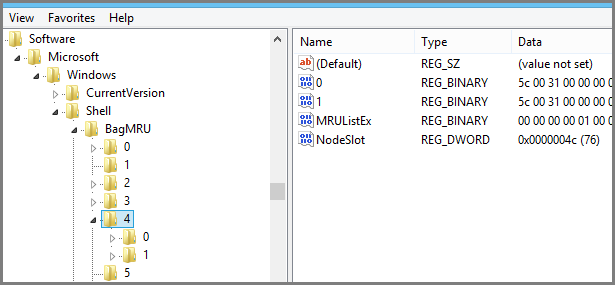 View Favorites Help
Software
Microsoft
Windows
CurrentVersion
Shell
BagMRU
0
1
2
3
4
0
1
5
Name Type Data
(Default) REG_SZ (value not set)
0 REG_BINARY 5c 00 31 00 00 00 0
1 REG_BINARY 5c 00 31 00 00 00 0
MRUListEx REG_BINARY 00 00 00 00 01 00 0
NodeSlot REG_DWORD 0x0000004c (76)